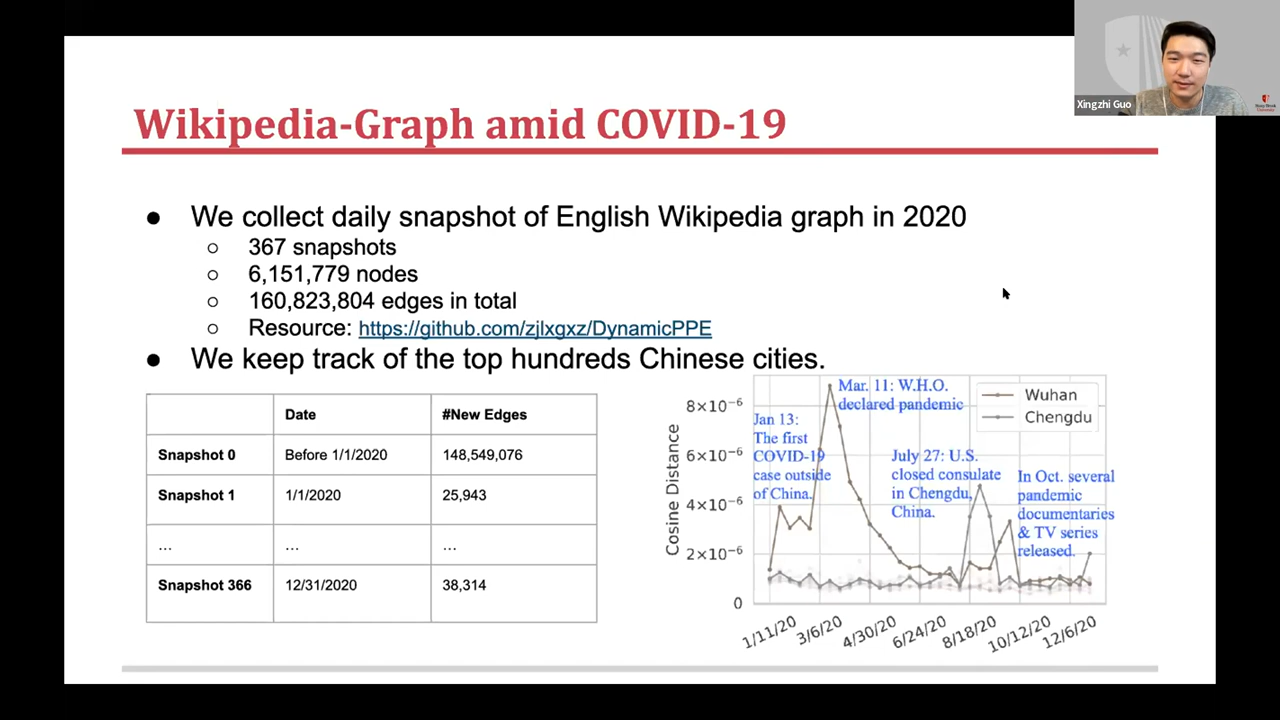 Xingzhi Guo
Stony Brook
University
Wikipedia-Graph amid COVID-19
● We collect daily snapshot of English Wikipedia graph in 2020
○ 367 snapshots
○ 6,151,779 nodes
○ 160,823,804 edges in total
○ Resource: https://github.com/zjlxgxz/DynamicPPE
● We keep track of the top hundreds Chinese cities.
Date #New Edges
Snapshot 0 Before 1/1/2020 148,549,076
Snapshot 1 1/1/2020 25,943
... ... ...
Snapshot 366 12/31/2020 38,314
Cosine Distance
8×10⁻⁶
6×10⁻⁶
4×10⁻⁶
2×10⁻⁶
0
Jan 13:
The first
COVID-19
case outside
of China.
Mar. 11: W.H.O.
declared pandemic
Wuhan
Chengdu
July 27: U.S.
closed consulate
in Chengdu,
China.
In Oct. several
pandemic
documentaries
& TV series
released.
1/11/20 3/6/20 4/30/20 6/24/20 8/18/20 10/12/20 12/6/20